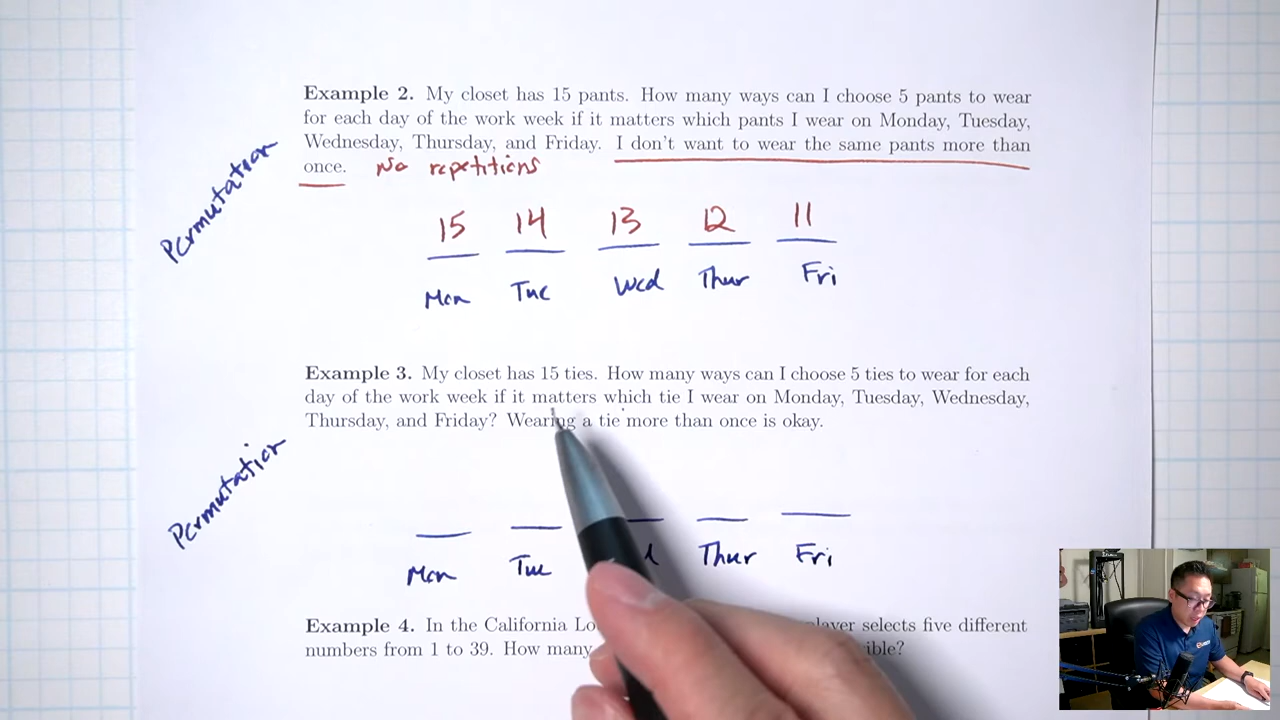 Example 2. My closet has 15 pants. How many ways can I choose 5 pants to wear
for each day of the work week if it matters which pants I wear on Monday, Tuesday,
Wednesday, Thursday, and Friday. I don't want to wear the same pants more than
once. No repetitions
Permutation
15 14 13 12 11
Mon Tue Wed Thur Fri
Example 3. My closet has 15 ties. How many ways can I choose 5 ties to wear for each
day of the work week if it matters which tie I wear on Monday, Tuesday, Wednesday,
Thursday, and Friday? Wearing a tie more than once is okay.
Permutation
Mon Tue Thur Fri
Example 4. In the California selects five different
numbers from 1 to 39. How many